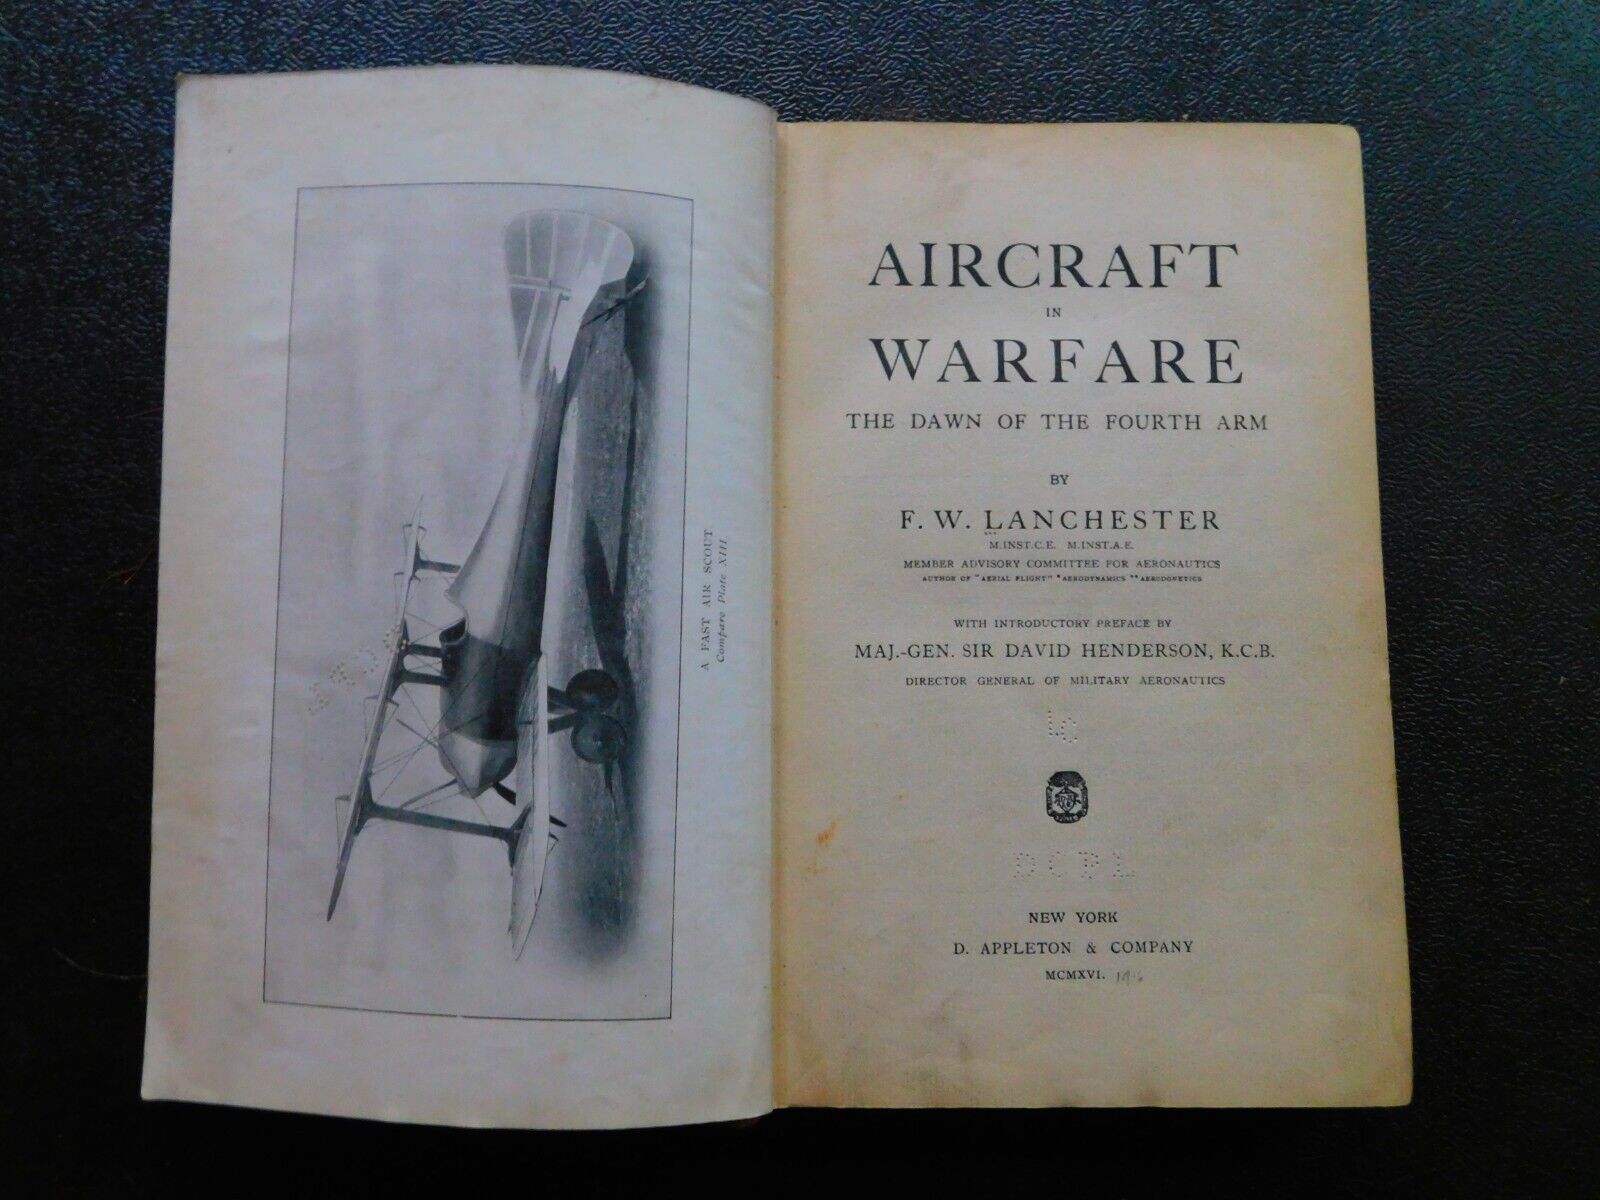 A FAST AIR SCOUT
Compare Plate XIII
AIRCRAFT
IN
WARFARE
THE DAWN OF THE FOURTH ARM
BY
F. W. LANCHESTER
M.INST.C.E. M.INST.A.E.
MEMBER ADVISORY COMMITTEE FOR AERONAUTICS
AUTHOR OF "AERIAL FLIGHT" "AERODYNAMICS" "AERODONETICS
WITH INTRODUCTORY PREFACE BY
MAJ.-GEN. SIR DAVID HENDERSON, K.C.B.
DIRECTOR GENERAL OF MILITARY AERONAUTICS
LC
DCPL
NEW YORK
D. APPLETON & COMPANY
MCMXVI.